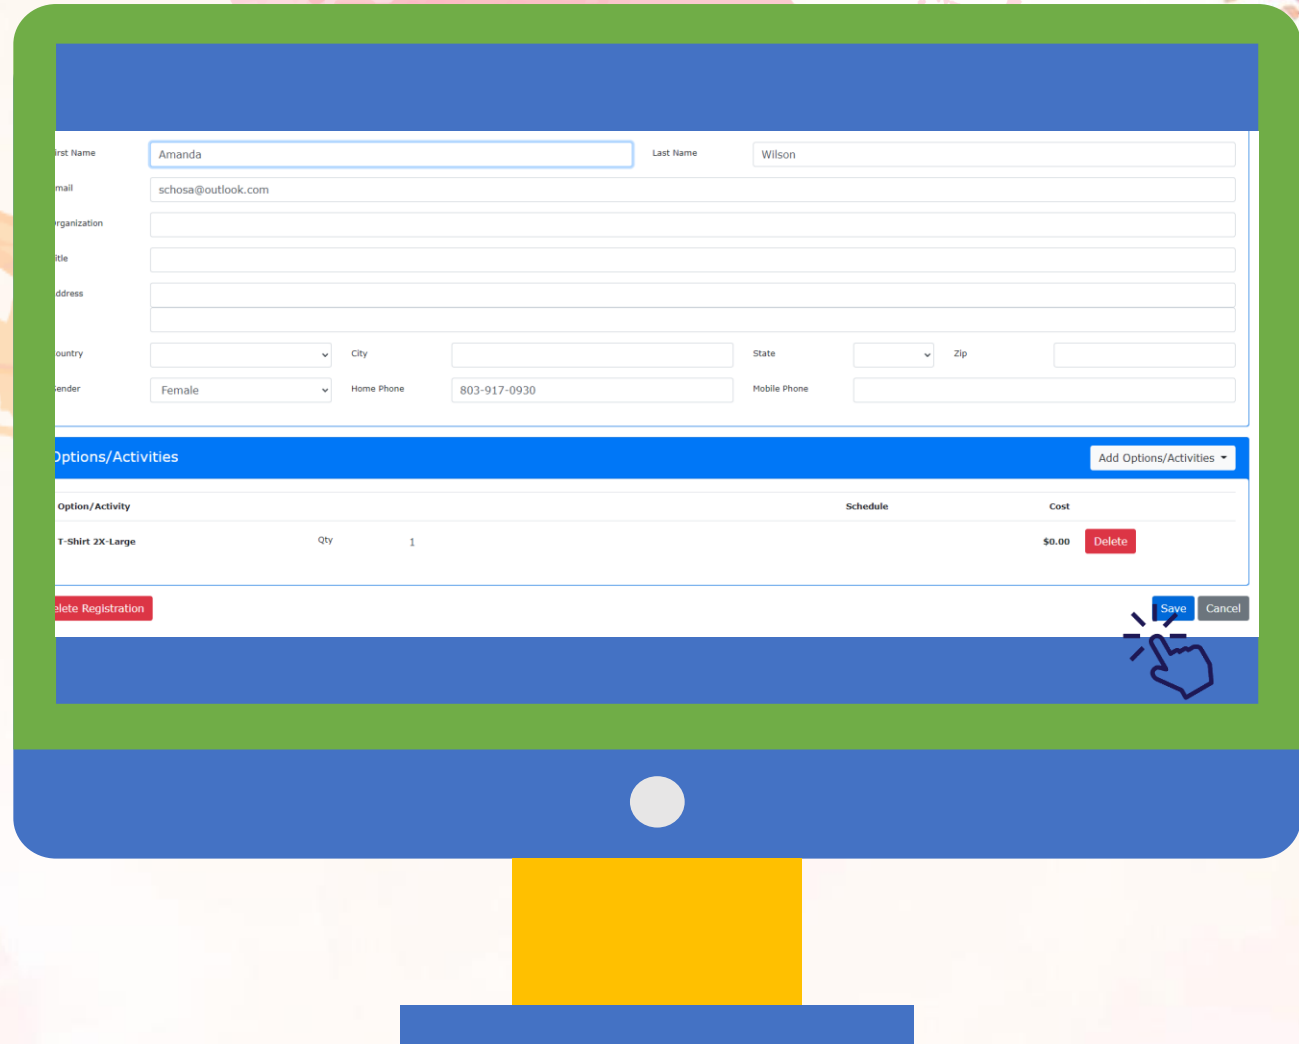 irst Name Amanda Last Name Wilson
mail schosa@outlook.com
rganization
itle
ddress
ountry City State Zip
ender Female Home Phone 803-917-0930 Mobile Phone
Options/Activities Add Options/Activities
Option/Activity Schedule Cost
T-Shirt 2X-Large Qty 1 $0.00 Delete
elete Registration Save Cancel